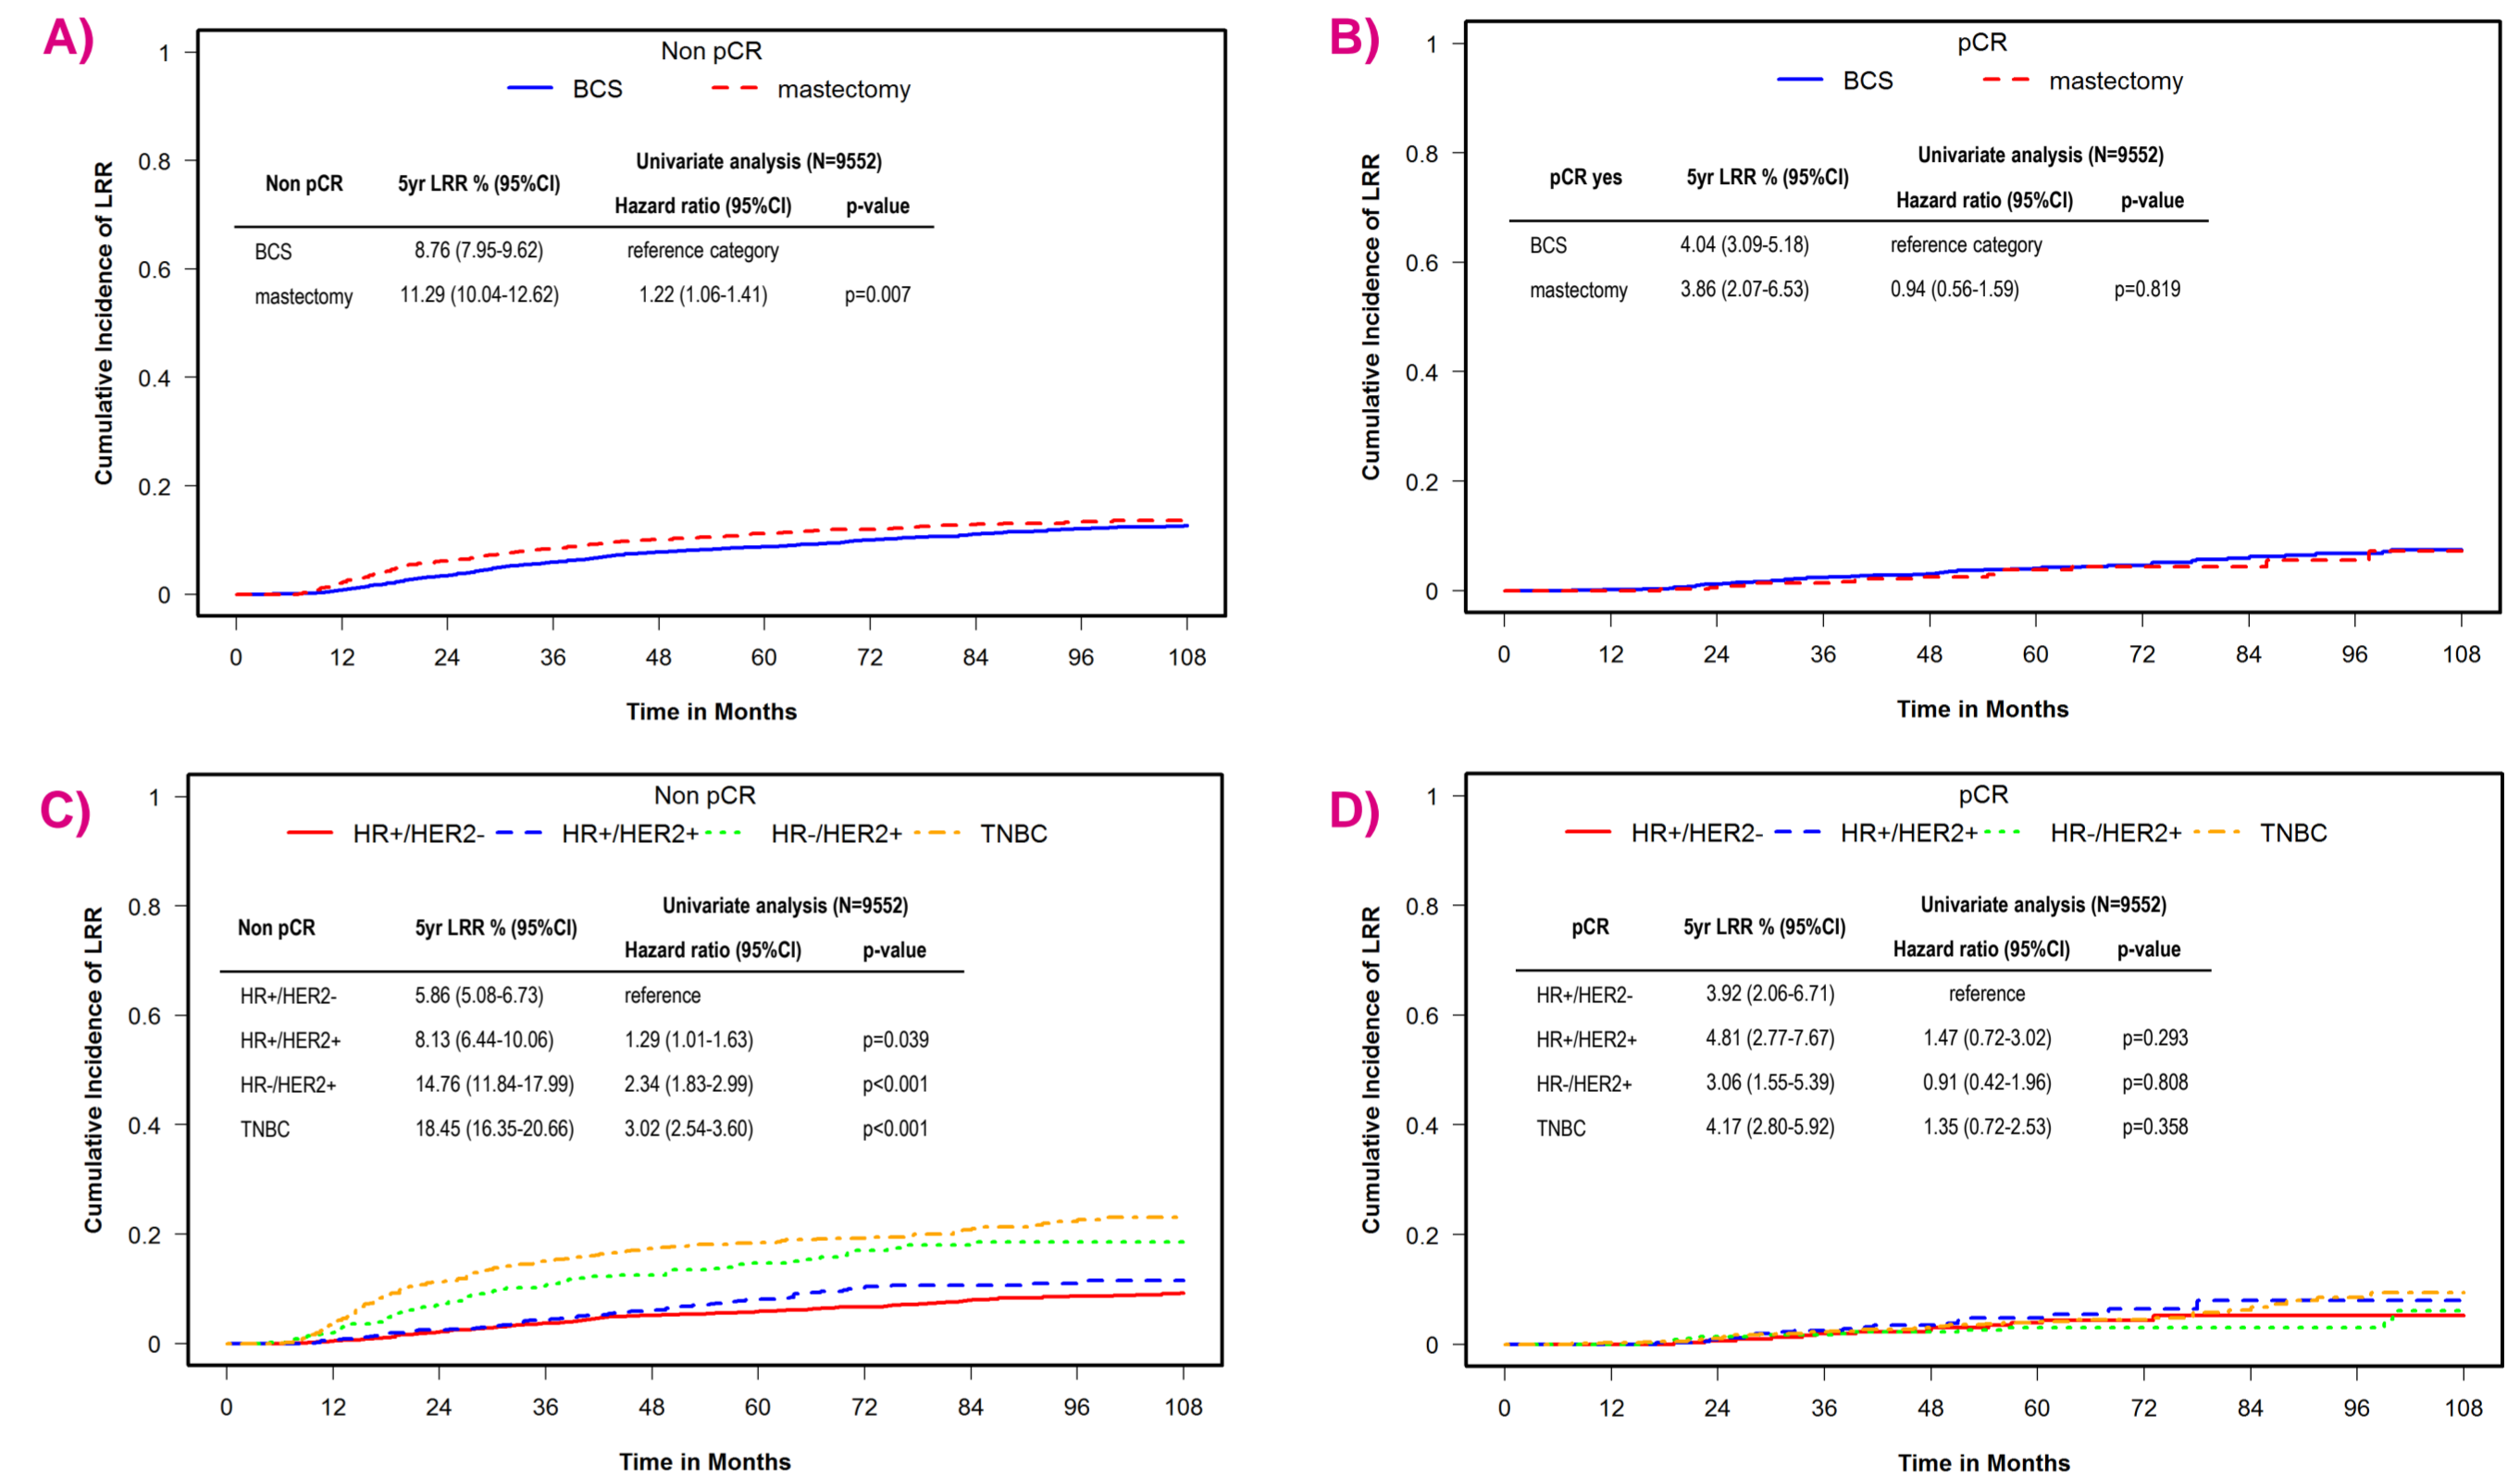 A)
Non pCR
BCS mastectomy
Cumulative Incidence of LRR
1
0.8
0.6
0.4
0.2
0
Univariate analysis (N=9552)
Non pCR 5yr LRR % (95%CI)
Hazard ratio (95%CI) p-value
BCS 8.76 (7.95-9.62) reference category
mastectomy 11.29 (10.04-12.62) 1.22 (1.06-1.41) p=0.007
0 12 24 36 48 60 72 84 96 108
Time in Months
B)
pCR
BCS mastectomy
Cumulative Incidence of LRR
1
0.8
0.6
0.4
0.2
0
Univariate analysis (N=9552)
pCR yes 5yr LRR % (95%CI)
Hazard ratio (95%CI) p-value
BCS 4.04 (3.09-5.18) reference category
mastectomy 3.86 (2.07-6.53) 0.94 (0.56-1.59) p=0.819
0 12 24 36 48 60 72 84 96 108
Time in Months
C)
Non pCR
HR+/HER2- HR+/HER2+ HR-/HER2+ TNBC
Cumulative Incidence of LRR
1
0.8
0.6
0.4
0.2
0
Univariate analysis (N=9552)
Non pCR 5yr LRR % (95%CI)
Hazard ratio (95%CI) p-value
HR+/HER2- 5.86 (5.08-6.73) reference
HR+/HER2+ 8.13 (6.44-10.06) 1.29 (1.01-1.63) p=0.039
HR-/HER2+ 14.76 (11.84-17.99) 2.34 (1.83-2.99) p<0.001
TNBC 18.45 (16.35-20.66) 3.02 (2.54-3.60) p<0.001
0 12 24 36 48 60 72 84 96 108
Time in Months
D)
pCR
HR+/HER2- HR+/HER2+ HR-/HER2+ TNBC
Cumulative Incidence of LRR
1
0.8
0.6
0.4
0.2
0
Univariate analysis (N=9552)
pCR 5yr LRR % (95%CI)
Hazard ratio (95%CI) p-value
HR+/HER2- 3.92 (2.06-6.71) reference
HR+/HER2+ 4.81 (2.77-7.67) 1.47 (0.72-3.02) p=0.293
HR-/HER2+ 3.06 (1.55-5.39) 0.91 (0.42-1.96) p=0.808
TNBC 4.17 (2.80-5.92) 1.35 (0.72-2.53) p=0.358
0 12 24 36 48 60 72 84 96 108
Time in Months